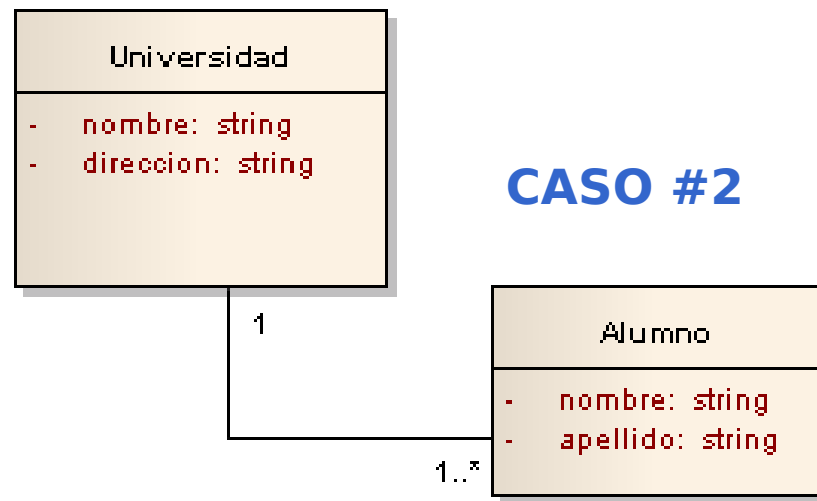 Universidad
- nombre: string
- direccion: string
CASO #2
1
Alumno
- nombre: string
- apellido: string
1..*